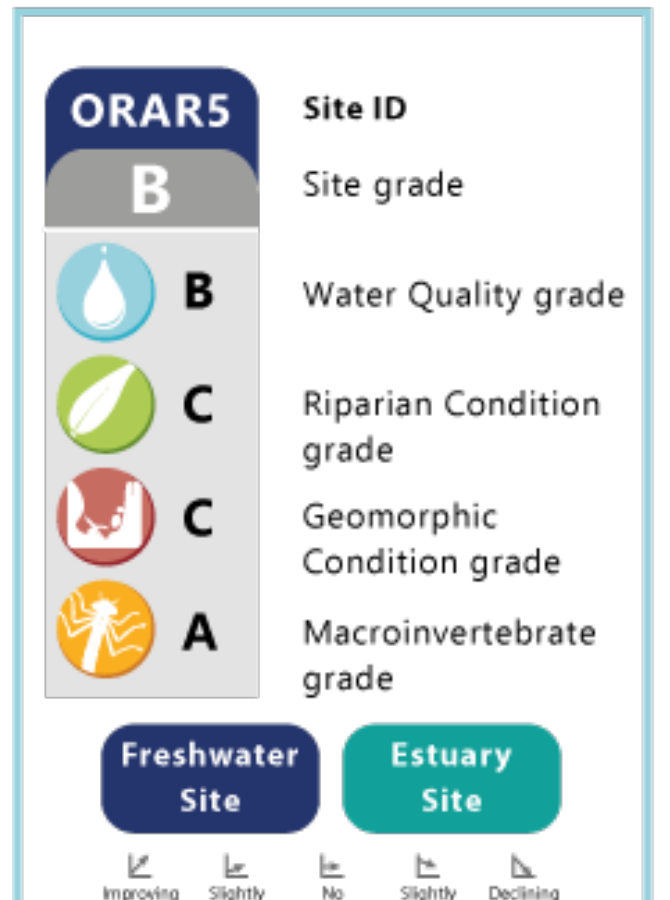 ORAR5
Site ID
B
Site grade
B
Water Quality grade
C
Riparian Condition
grade
C
Geomorphic
Condition grade
A
Macroinvertebrate
grade
Freshwater
Site
Estuary
Site
Improving
Slightly
No
Slightly
Declining